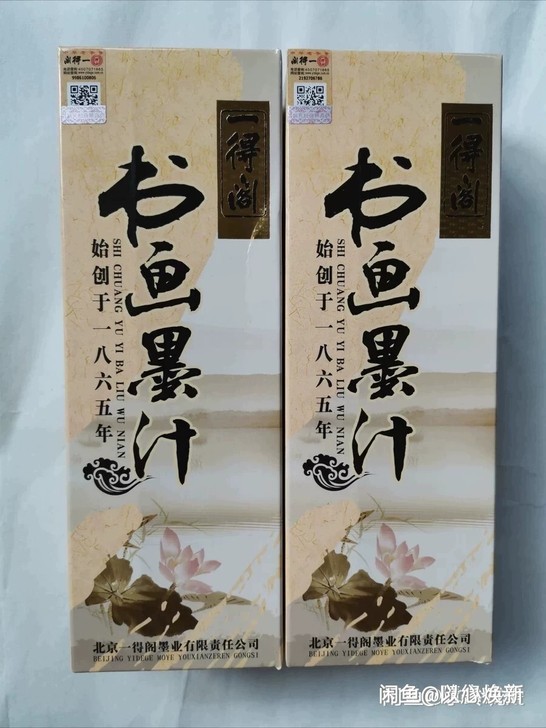 一得阁
书画墨汁
始创于一八六五年
SHI CHUANG YU YI BA LIU WU NIAN
北京一得阁墨业有限责任公司
BEIJING YIDEGE MOYE YOUXIANZEREN GONGSI
一得阁
书画墨汁
始创于一八六五年
SHI CHUANG YU YI BA LIU WU NIAN
北京一得阁墨业有限责任公司
BEIJING YIDEGE MOYE YOUXIANZEREN GONGSI
闲鱼@隨缘焕新